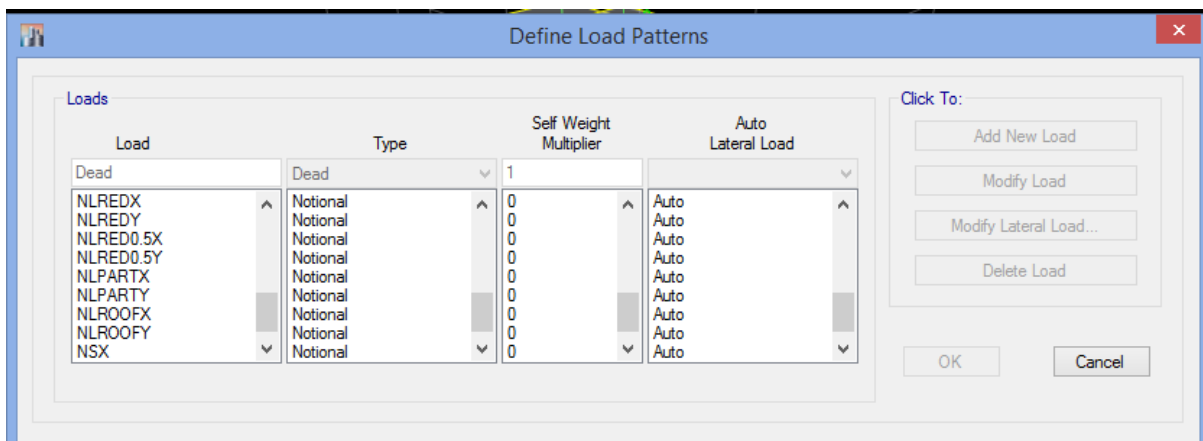 Define Load Patterns
Loads
Click To:
Load Type Self Weight Multiplier Auto Lateral Load
Dead Dead 1
NLREDX Notional 0 Auto
NLREDY Notional 0 Auto
NLRED0.5X Notional 0 Auto
NLRED0.5Y Notional 0 Auto
NLPARTX Notional 0 Auto
NLPARTY Notional 0 Auto
NLROOFX Notional 0 Auto
NLROOFY Notional 0 Auto
NSX Notional 0 Auto
Add New Load
Modify Load
Modify Lateral Load...
Delete Load
OK Cancel